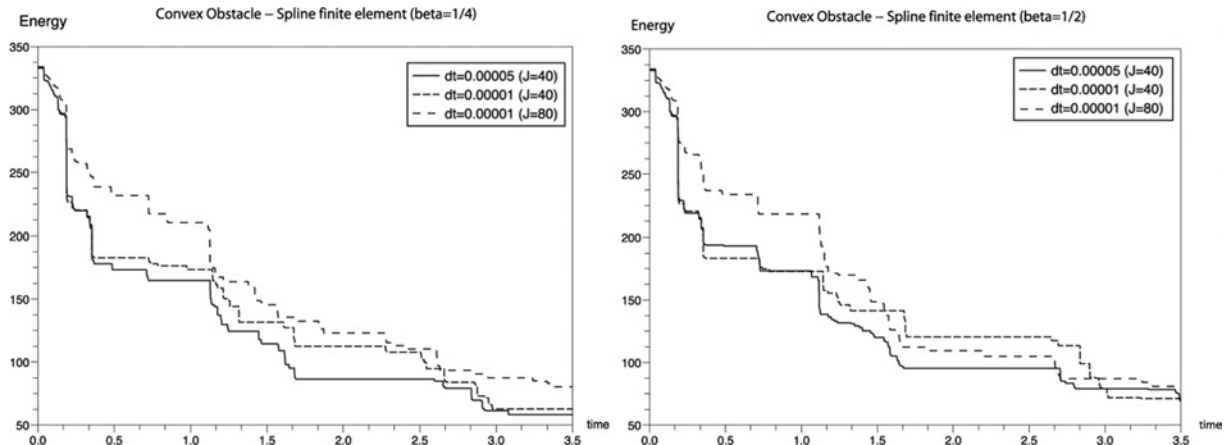 Convex Obstacle – Spline finite element (beta=1/4)
Energy
350
300
250
200
150
100
50
0.0 0.5 1.0 1.5 2.0 2.5 3.0 3.5
time
dt=0.00005 (J=40)
dt=0.00001 (J=40)
dt=0.00001 (J=80)
Convex Obstacle – Spline finite element (beta=1/2)
Energy
350
300
250
200
150
100
50
0.0 0.5 1.0 1.5 2.0 2.5 3.0 3.5
time
dt=0.00005 (J=40)
dt=0.00001 (J=40)
dt=0.00001 (J=80)